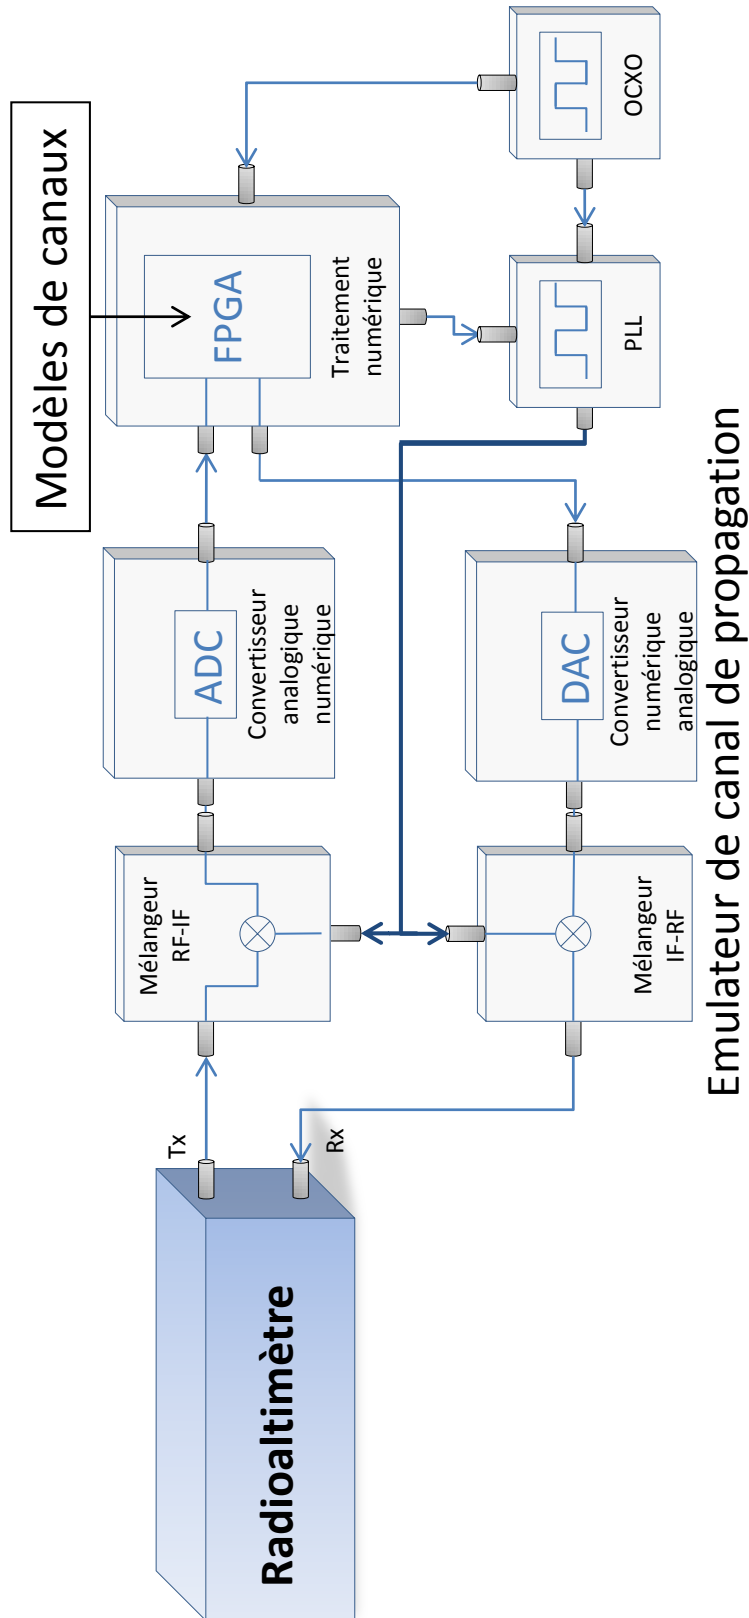 Modèles de canaux
Radioaltimètre
Tx
Rx
Mélangeur
RF-IF
ADC
Convertisseur
analogique
numérique
FPGA
Traitement
numérique
OCXO
PLL
DAC
Convertisseur
numérique
analogique
Mélangeur
IF-RF
Emulateur de canal de propagation